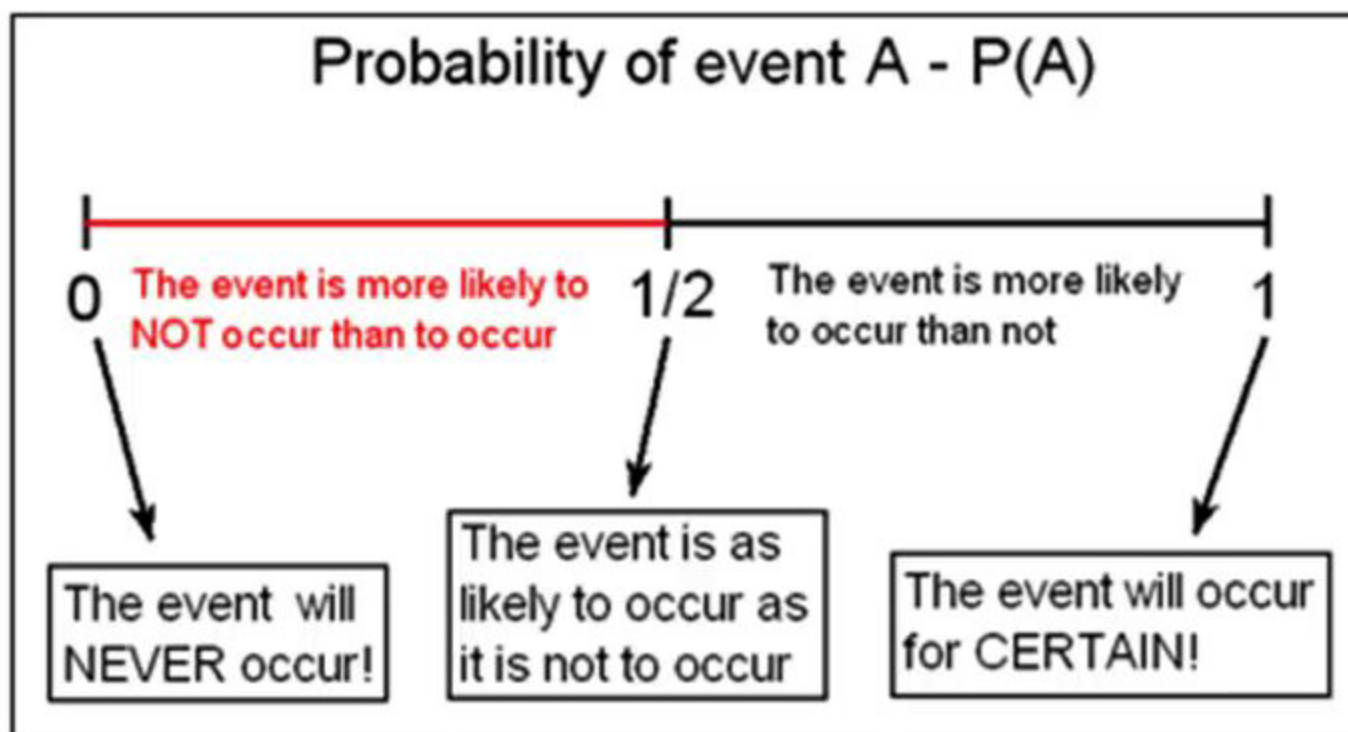 Probability of event A - P(A)
0
The event is more likely to
NOT occur than to occur
1/2
The event is more likely
to occur than not
1
The event will
NEVER occur!
The event is as
likely to occur as
it is not to occur
The event will occur
for CERTAIN!